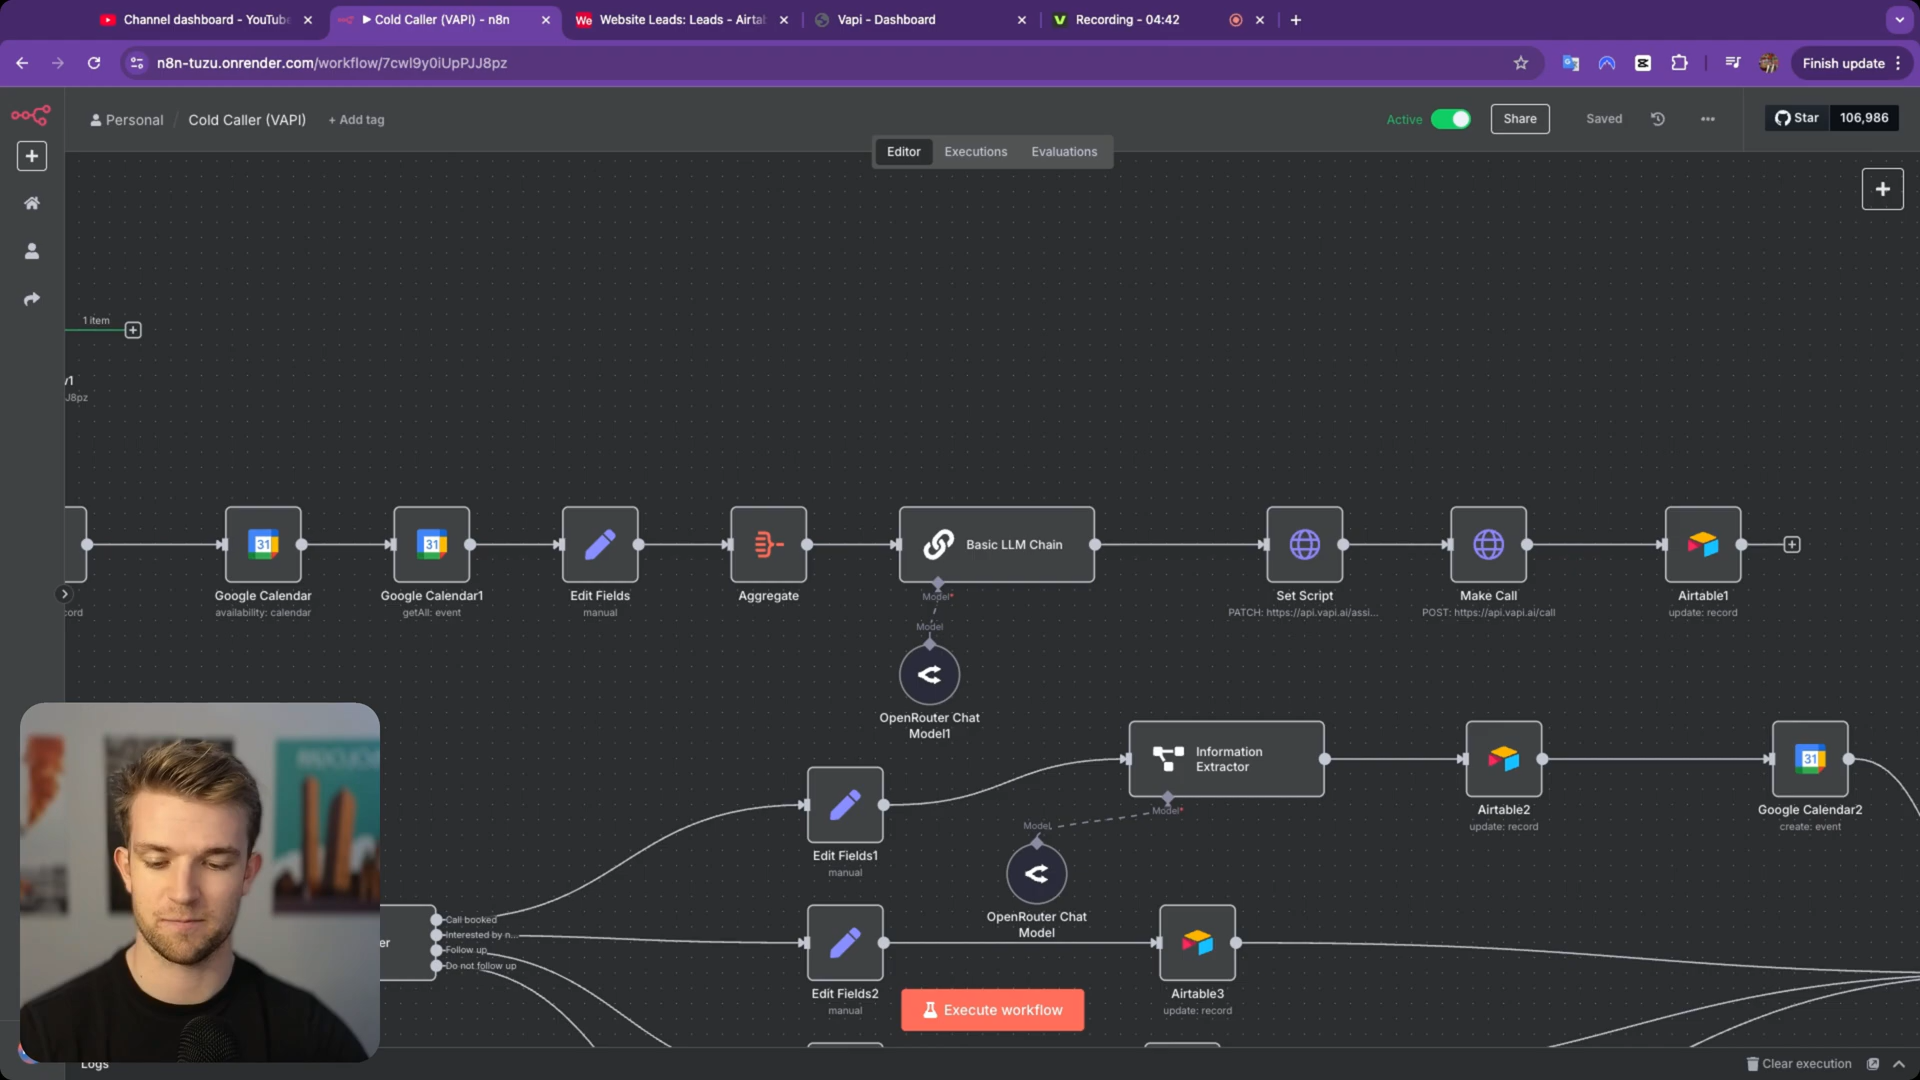 Channel dashboard - YouTube
▶ Cold Caller (VAPI) - n8n
We
Website Leads: Leads - Airtab
Vapi - Dashboard
Recording - 04:42
n8n-tuzu.onrender.com/workflow/7cwI9y0iUpPJJ8pz
Finish update
Personal / Cold Caller (VAPI)
+ Add tag
Active
Share
Saved
Star
106,986
Editor
Executions
Evaluations
1 item
J8pz
Basic LLM Chain
Google Calendar
availability: calendar
Google Calendar1
getAll: event
Edit Fields
manual
Aggregate
Model*
Model
OpenRouter Chat
Model1
Set Script
PATCH: https://api.vapi.ai/assi...
Make Call
POST: https://api.vapi.ai/call
Airtable1
update: record
Information
Extractor
Model*
Model
OpenRouter Chat
Model
Airtable2
update: record
Google Calendar2
create: event
Edit Fields1
manual
Call booked
Interested by n...
Follow up
Do not follow up
Edit Fields2
manual
Airtable3
update: record
Execute workflow
Logs
Clear execution